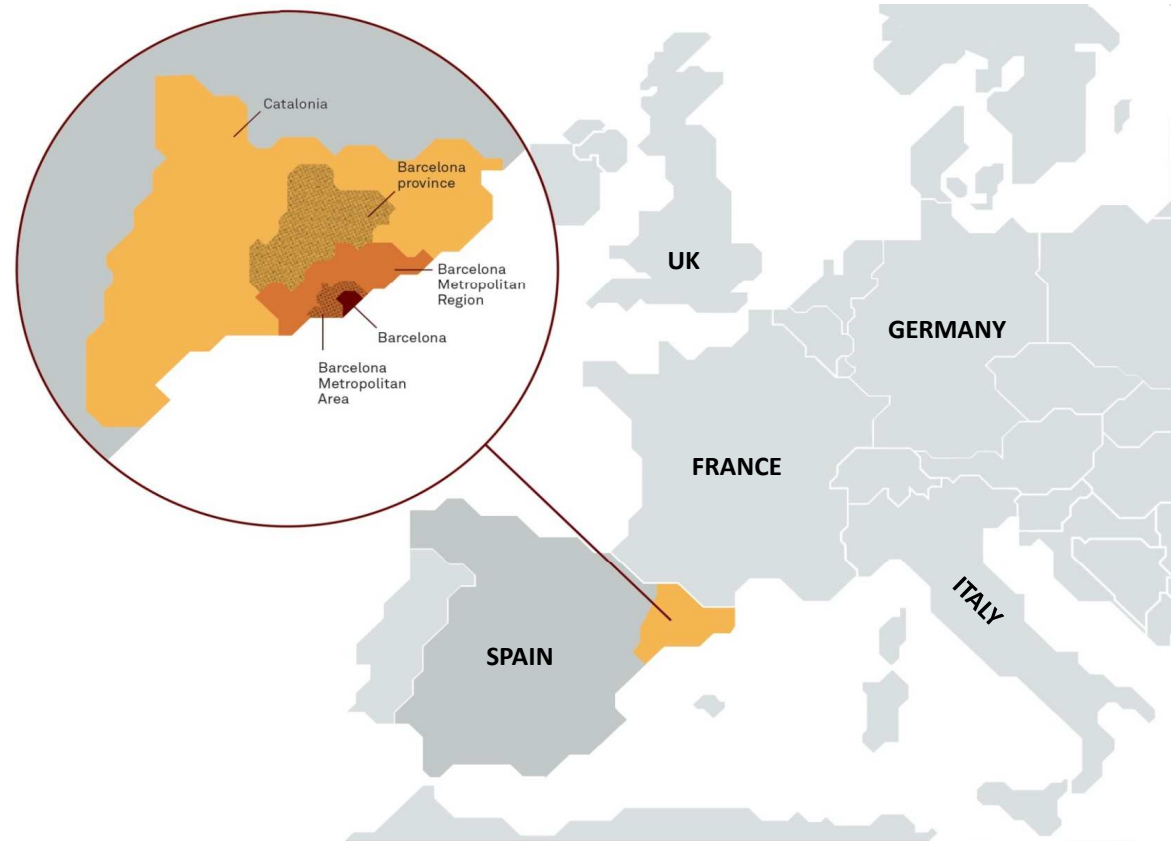 Catalonia
Barcelona
province
Barcelona
Metropolitan
Region
Barcelona
Barcelona
Metropolitan
Area
UK
GERMANY
FRANCE
ITALY
SPAIN